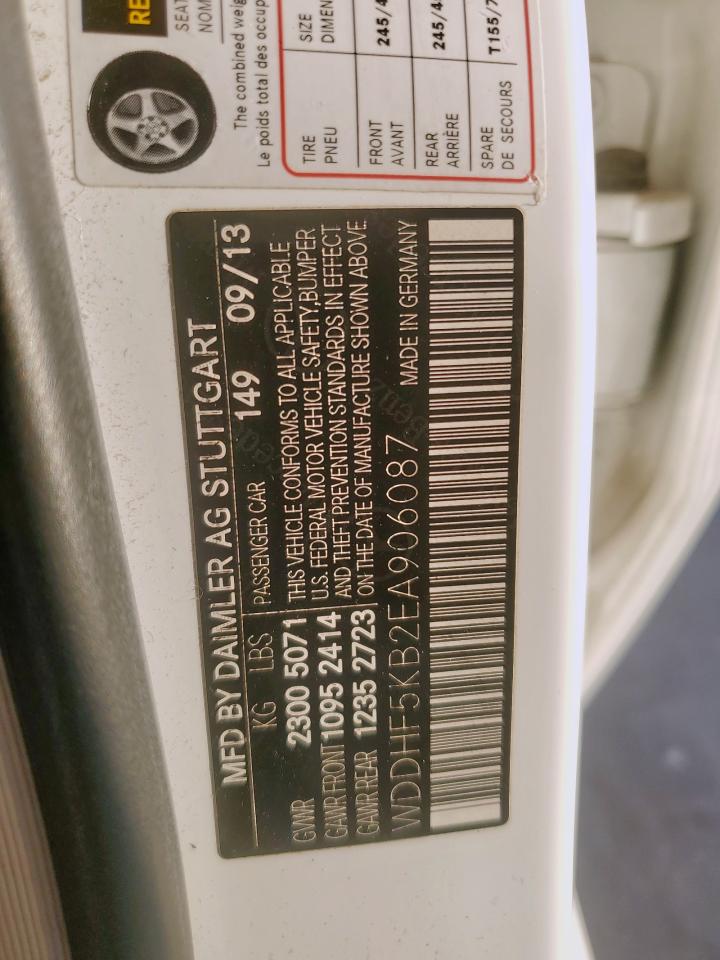 RE
SEAT
NOM
The combined weig
Le poids total des occup
TIRE SIZE
PNEU DIMEN
FRONT 245/4
AVANT
REAR 245/4
ARRIÈRE
SPARE T155/7
DE SECOURS
MFD BY DAIMLER AG STUTTGART
KG LBS PASSENGER CAR 149 09/13
GVWR 2300 5071 THIS VEHICLE CONFORMS TO ALL APPLICABLE
GAWR FRONT 1095 2414 U.S. FEDERAL MOTOR VEHICLE SAFETY,BUMPER
GAWR REAR 1235 2723 AND THEFT PREVENTION STANDARDS IN EFFECT
ON THE DATE OF MANUFACTURE SHOWN ABOVE
WDDHF5KB2EA906087 MADE IN GERMANY